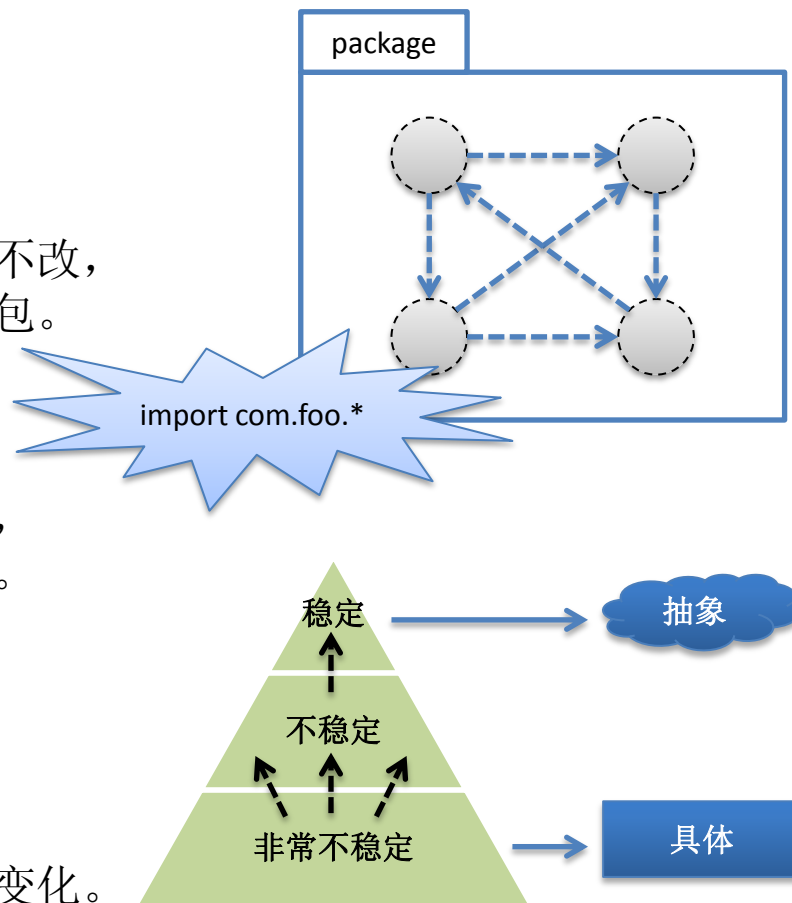 package
不改，
包。
import com.foo.*
，
。
稳定
抽象
不稳定
非常不稳定
具体
变化。